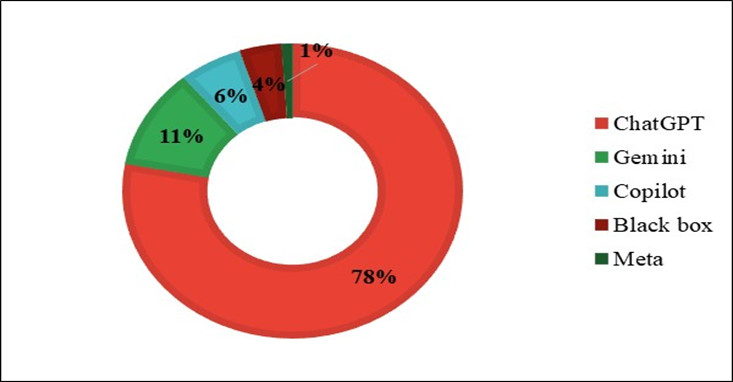 1%
4%
6%
11%
78%
ChatGPT
Gemini
Copilot
Black box
Meta